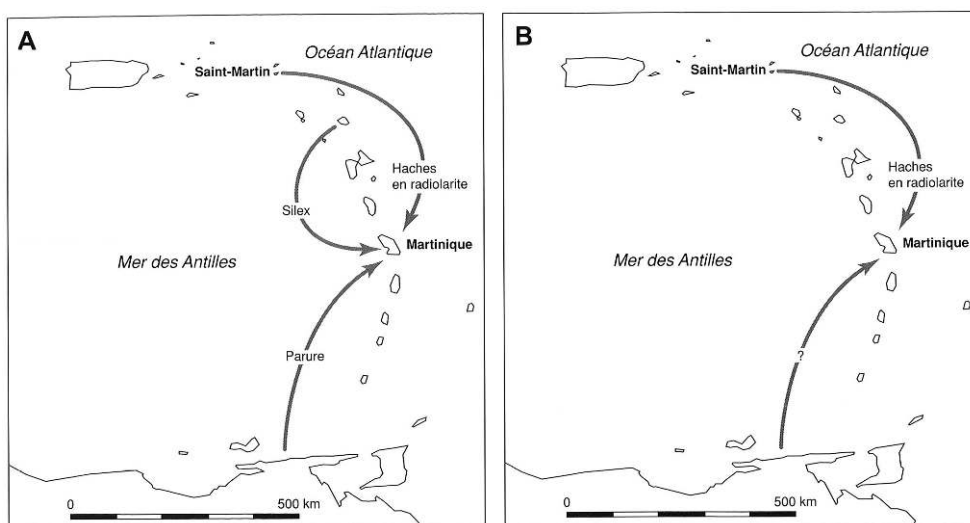 A
Océan Atlantique
Saint-Martin
Haches
en radiolarite
Silex
Martinique
Mer des Antilles
Parure
0
500 km
B
Océan Atlantique
Saint-Martin
Haches
en radiolarite
Martinique
Mer des Antilles
?
0
500 km